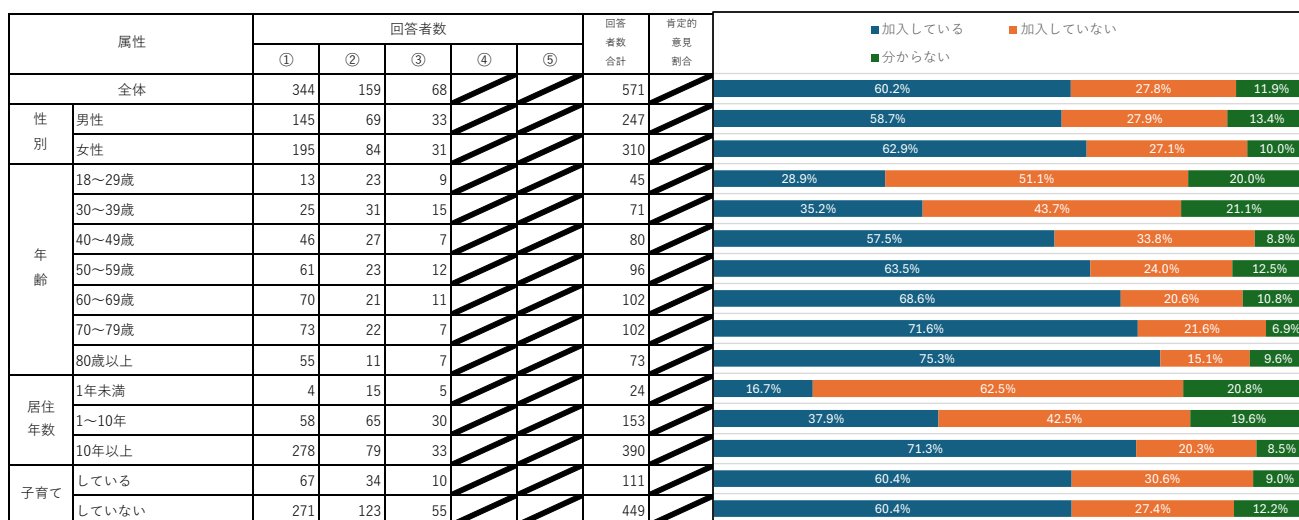 属性 回答者数 回答者数合計 肯定的意見割合
① ② ③ ④ ⑤
■加入している ■加入していない
■分からない
全体 344 159 68 571 60.2% 27.8% 11.9%
性別 男性 145 69 33 247 58.7% 27.9% 13.4%
女性 195 84 31 310 62.9% 27.1% 10.0%
年齢 18～29歳 13 23 9 45 28.9% 51.1% 20.0%
30～39歳 25 31 15 71 35.2% 43.7% 21.1%
40～49歳 46 27 7 80 57.5% 33.8% 8.8%
50～59歳 61 23 12 96 63.5% 24.0% 12.5%
60～69歳 70 21 11 102 68.6% 20.6% 10.8%
70～79歳 73 22 7 102 71.6% 21.6% 6.9%
80歳以上 55 11 7 73 75.3% 15.1% 9.6%
居住年数 1年未満 4 15 5 24 16.7% 62.5% 20.8%
1～10年 58 65 30 153 37.9% 42.5% 19.6%
10年以上 278 79 33 390 71.3% 20.3% 8.5%
子育て している 67 34 10 111 60.4% 30.6% 9.0%
していない 271 123 55 449 60.4% 27.4% 12.2%